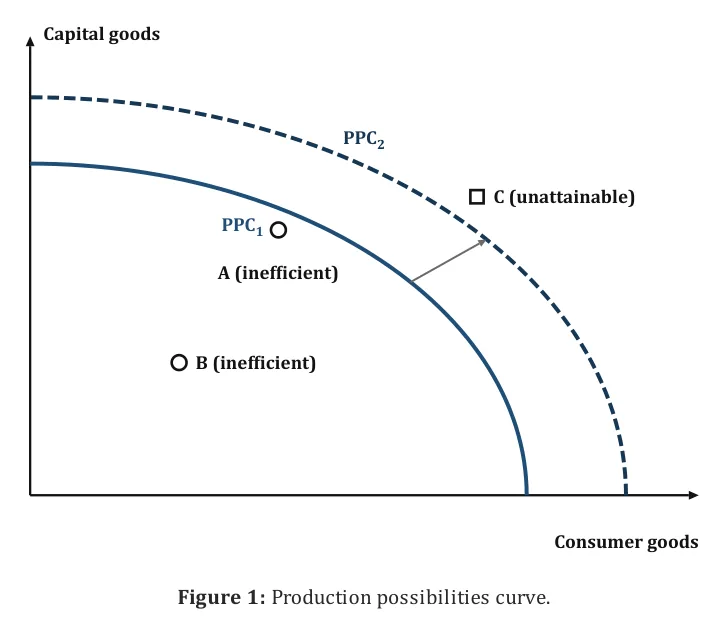 Capital goods
PPC2
C (unattainable)
PPC1
A (inefficient)
B (inefficient)
Consumer goods
Figure 1: Production possibilities curve.